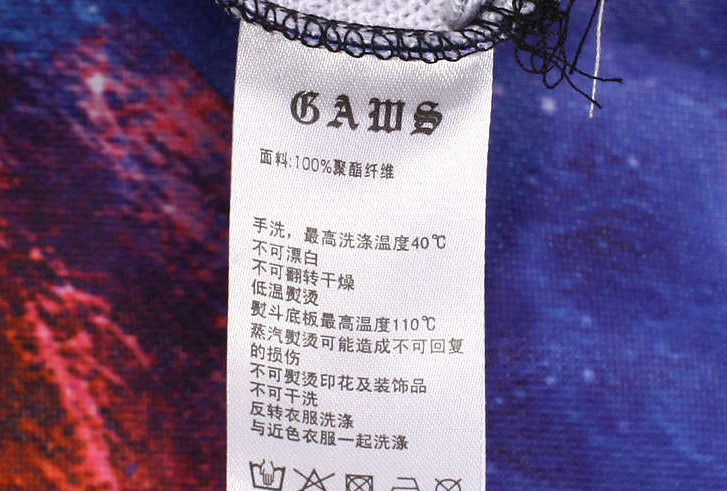 GAWS
面料:100%聚酯纤维
手洗，最高洗涤温度40℃
不可漂白
不可翻转干燥
低温熨烫
熨斗底板最高温度110℃
蒸汽熨烫可能造成不可回复
的损伤
不可熨烫印花及装饰品
不可干洗
反转衣服洗涤
与近色衣服一起洗涤